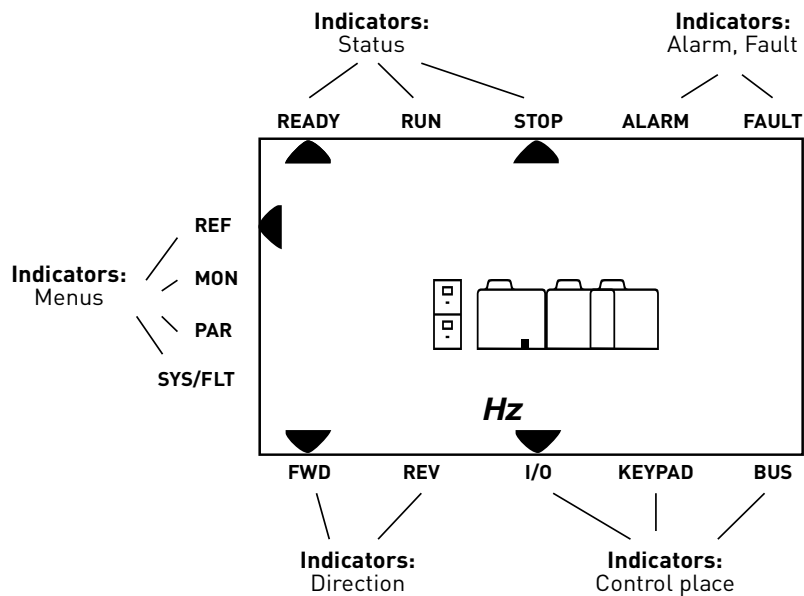 Indicators:
Status
Indicators:
Alarm, Fault
READY RUN STOP ALARM FAULT
REF
Indicators:
Menus
MON
PAR
SYS/FLT
Hz
FWD REV I/O KEYPAD BUS
Indicators:
Direction
Indicators:
Control place